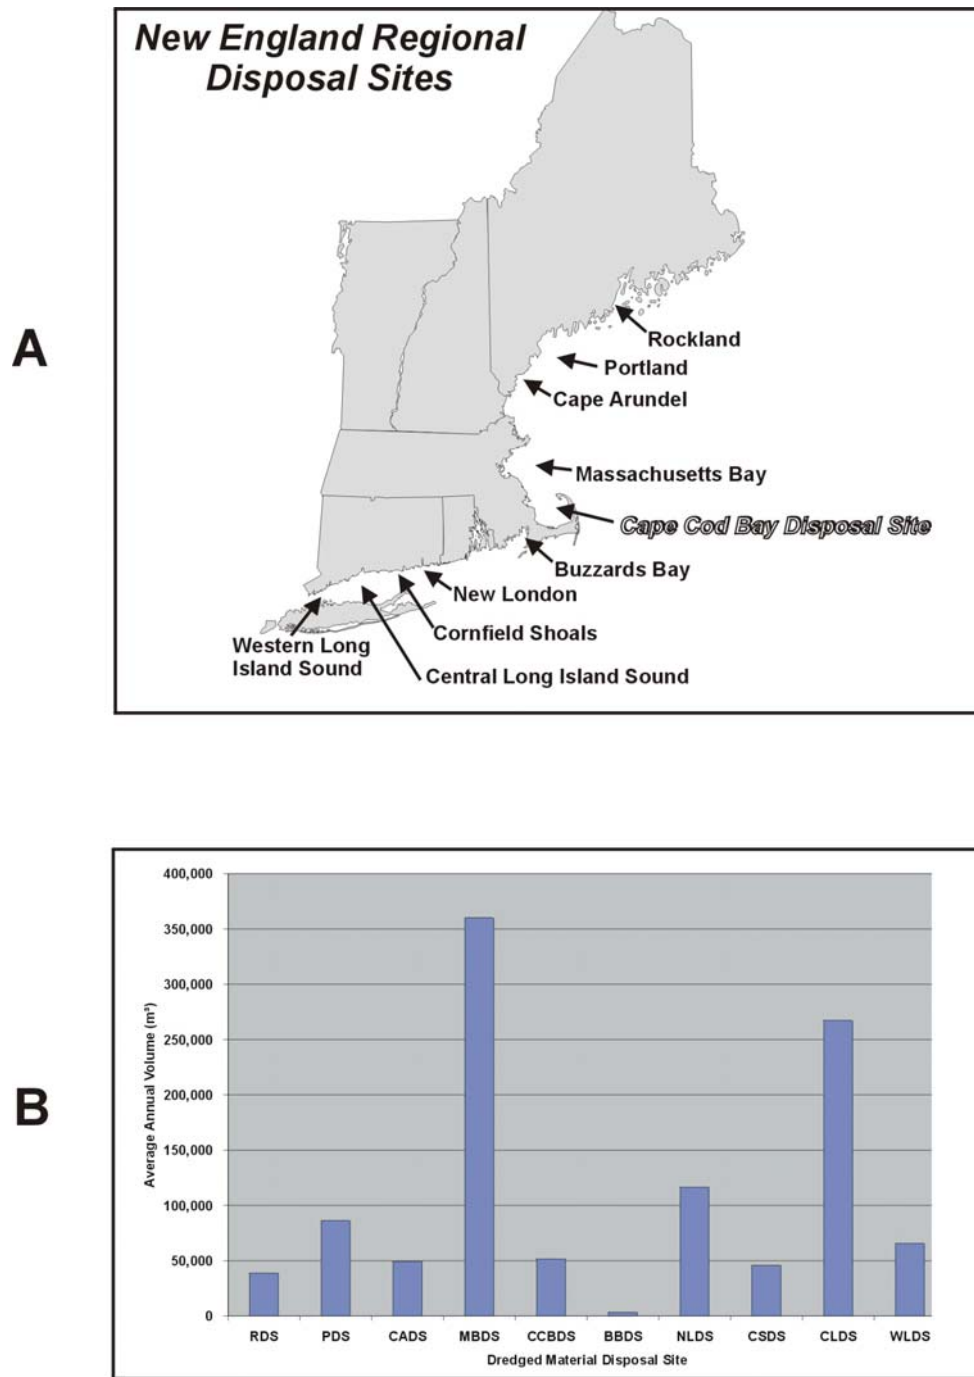 New England Regional
Disposal Sites
A
Rockland
Portland
Cape Arundel
Massachusetts Bay
Cape Cod Bay Disposal Site
Buzzards Bay
New London
Cornfield Shoals
Western Long
Island Sound
Central Long Island Sound
B
Average Annual Volume (m³)
400,000
350,000
300,000
250,000
200,000
150,000
100,000
50,000
0
RDS PDS CADS MBDS CCBDS BBDS NLDS CSDS CLDS WLDS
Dredged Material Disposal Site